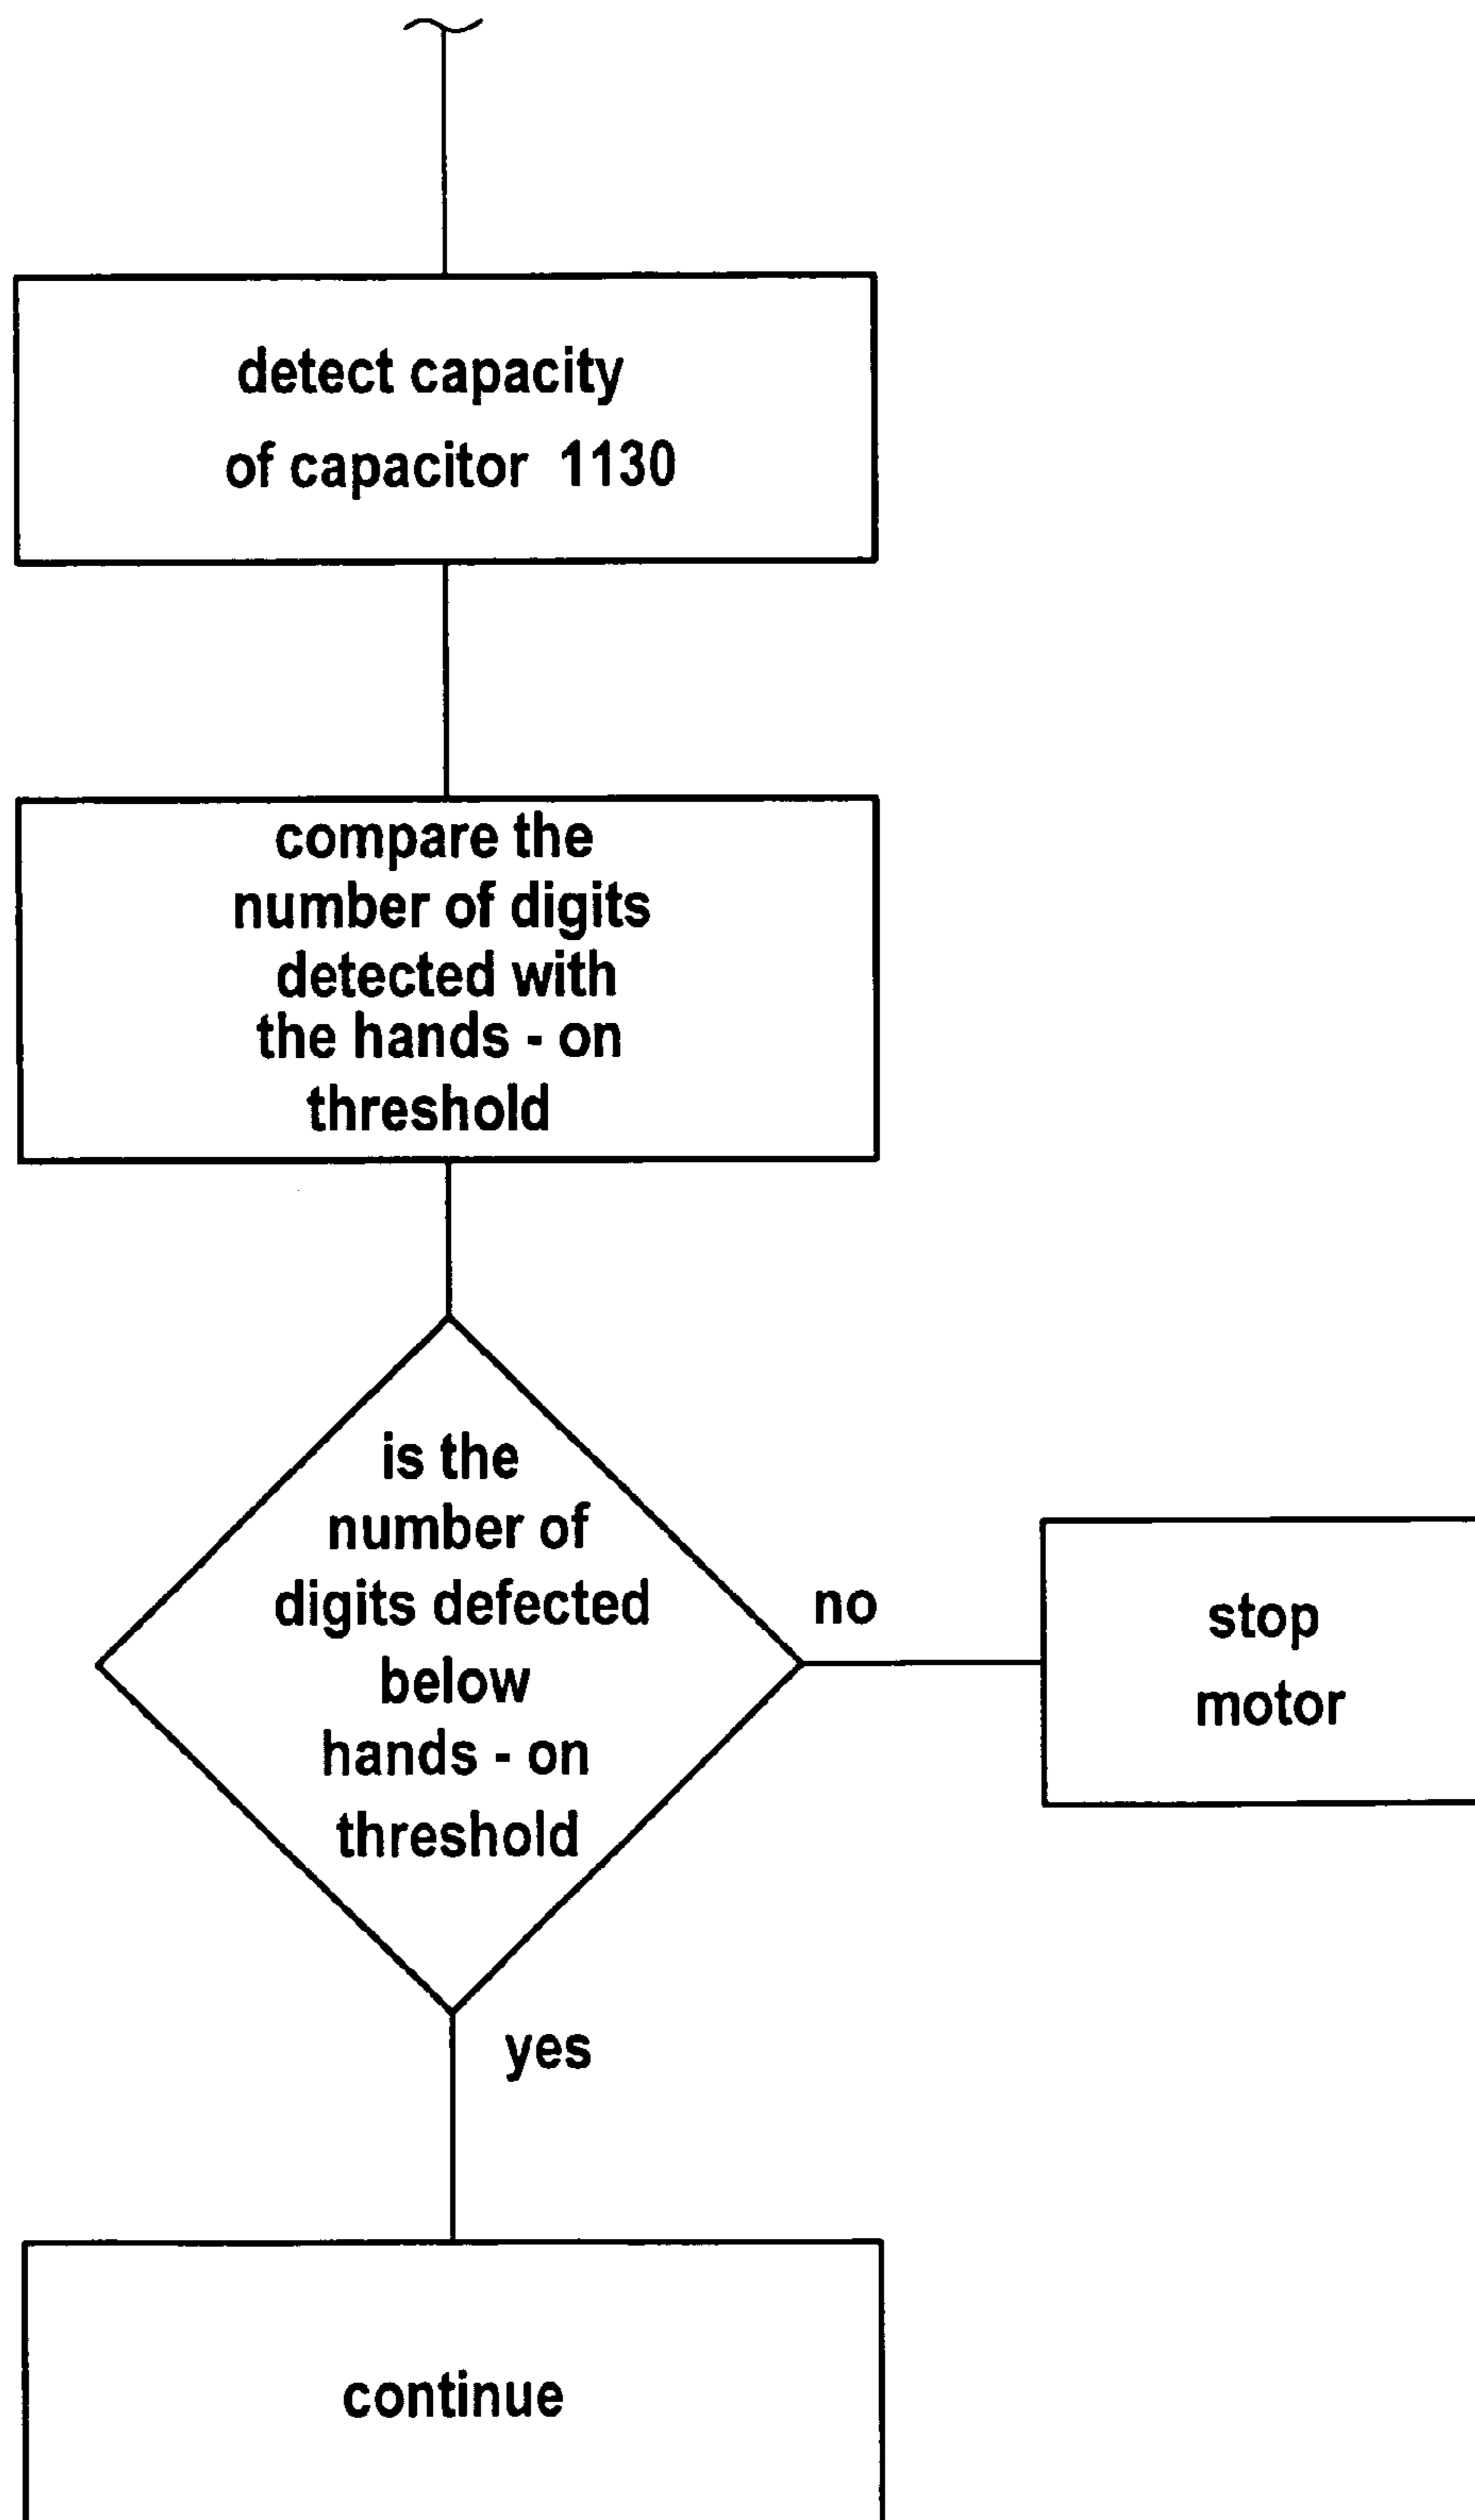 detect capacity
of capacitor 1130
compare the
number of digits
detected with
the hands - on
threshold
is the
number of
digits defected
below
hands - on
threshold
no
stop
motor
yes
continue